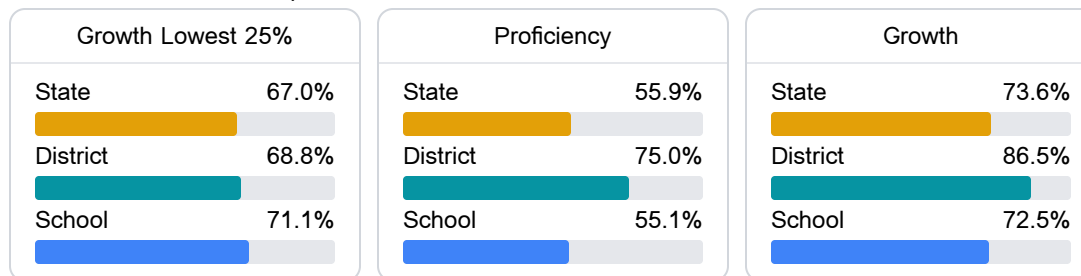 Growth Lowest 25%
State 67.0%
District 68.8%
School 71.1%
Proficiency
State 55.9%
District 75.0%
School 55.1%
Growth
State 73.6%
District 86.5%
School 72.5%